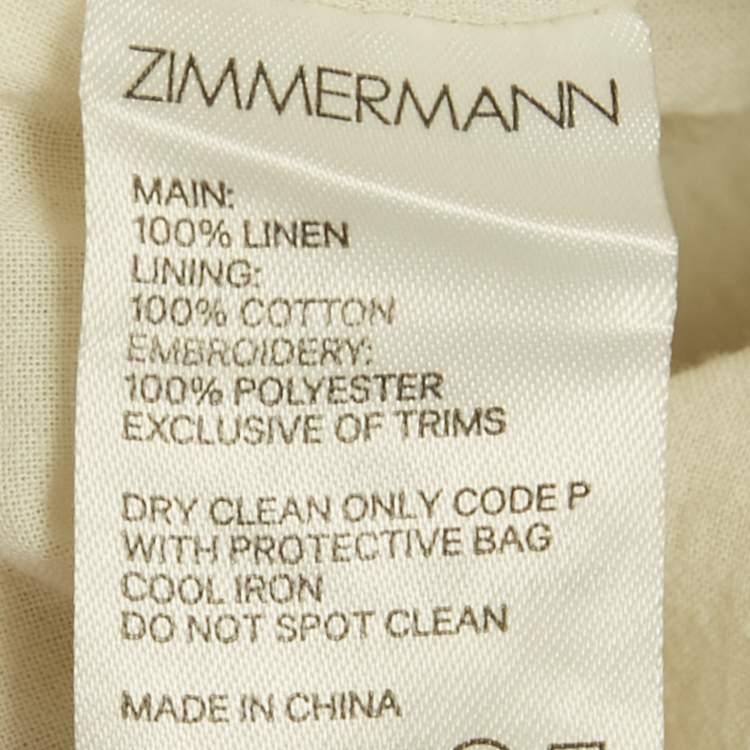 ZIMMERMANN
MAIN:
100% LINEN
LINING:
100% COTTON
EMBROIDERY:
100% POLYESTER
EXCLUSIVE OF TRIMS
DRY CLEAN ONLY CODE P
WITH PROTECTIVE BAG
COOL IRON
DO NOT SPOT CLEAN
MADE IN CHINA